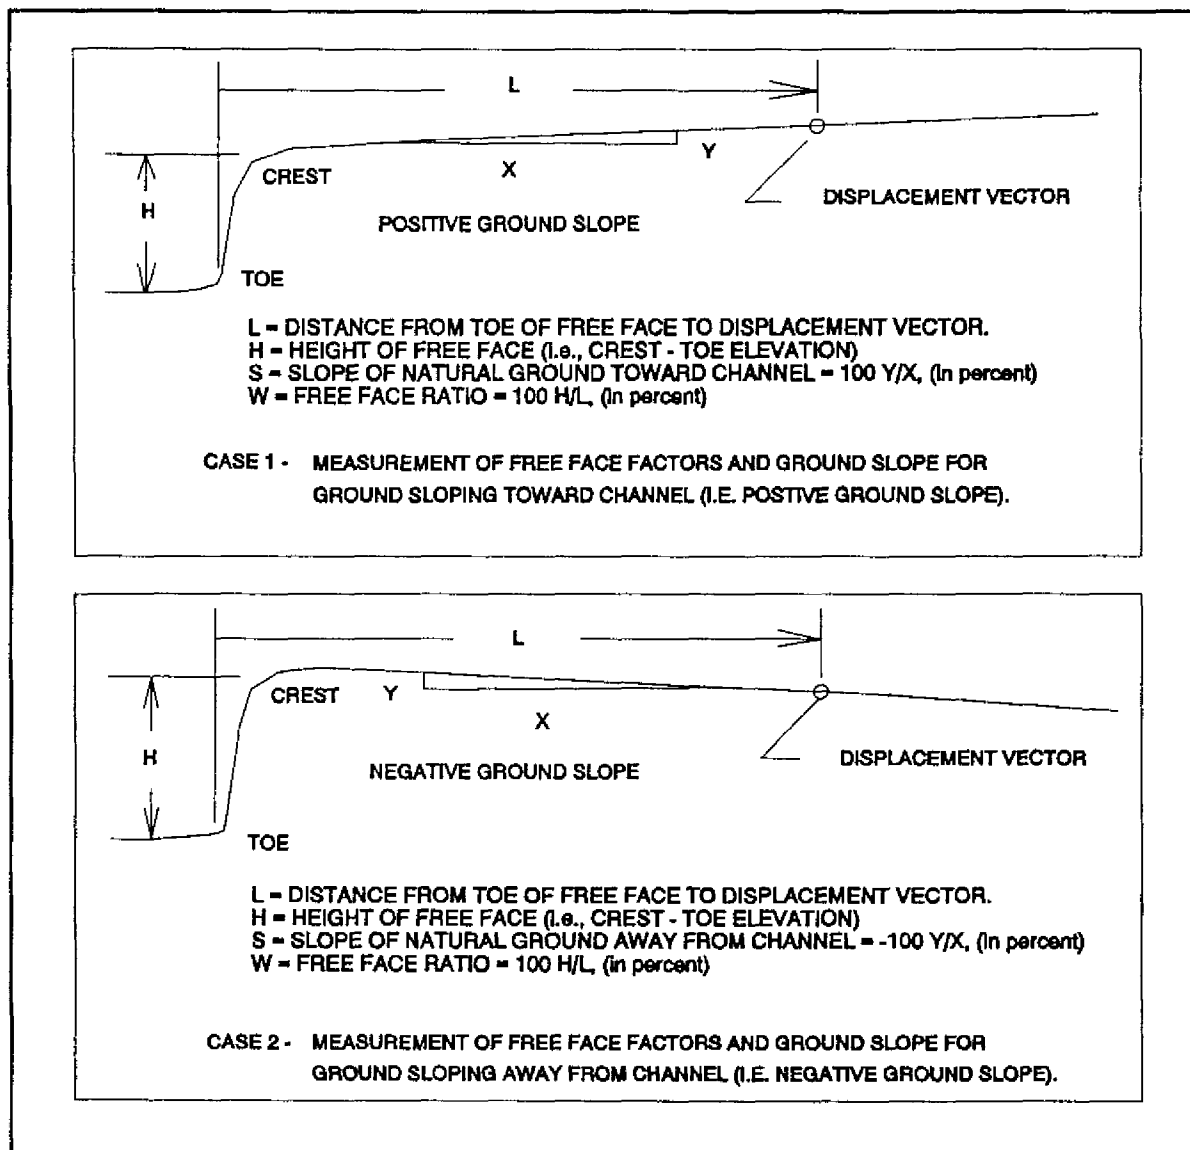 L
H
CREST
X
Y
DISPLACEMENT VECTOR
POSITIVE GROUND SLOPE
TOE
L = DISTANCE FROM TOE OF FREE FACE TO DISPLACEMENT VECTOR.
H = HEIGHT OF FREE FACE (i.e., CREST - TOE ELEVATION)
S = SLOPE OF NATURAL GROUND TOWARD CHANNEL = 100 Y/X, (in percent)
W = FREE FACE RATIO = 100 H/L, (in percent)
CASE 1 - MEASUREMENT OF FREE FACE FACTORS AND GROUND SLOPE FOR
GROUND SLOPING TOWARD CHANNEL (I.E. POSTIVE GROUND SLOPE).
L
CREST
Y
X
H
NEGATIVE GROUND SLOPE
DISPLACEMENT VECTOR
TOE
L = DISTANCE FROM TOE OF FREE FACE TO DISPLACEMENT VECTOR.
H = HEIGHT OF FREE FACE (i.e., CREST - TOE ELEVATION)
S = SLOPE OF NATURAL GROUND AWAY FROM CHANNEL = -100 Y/X, (in percent)
W = FREE FACE RATIO = 100 H/L, (in percent)
CASE 2 - MEASUREMENT OF FREE FACE FACTORS AND GROUND SLOPE FOR
GROUND SLOPING AWAY FROM CHANNEL (I.E. NEGATIVE GROUND SLOPE).